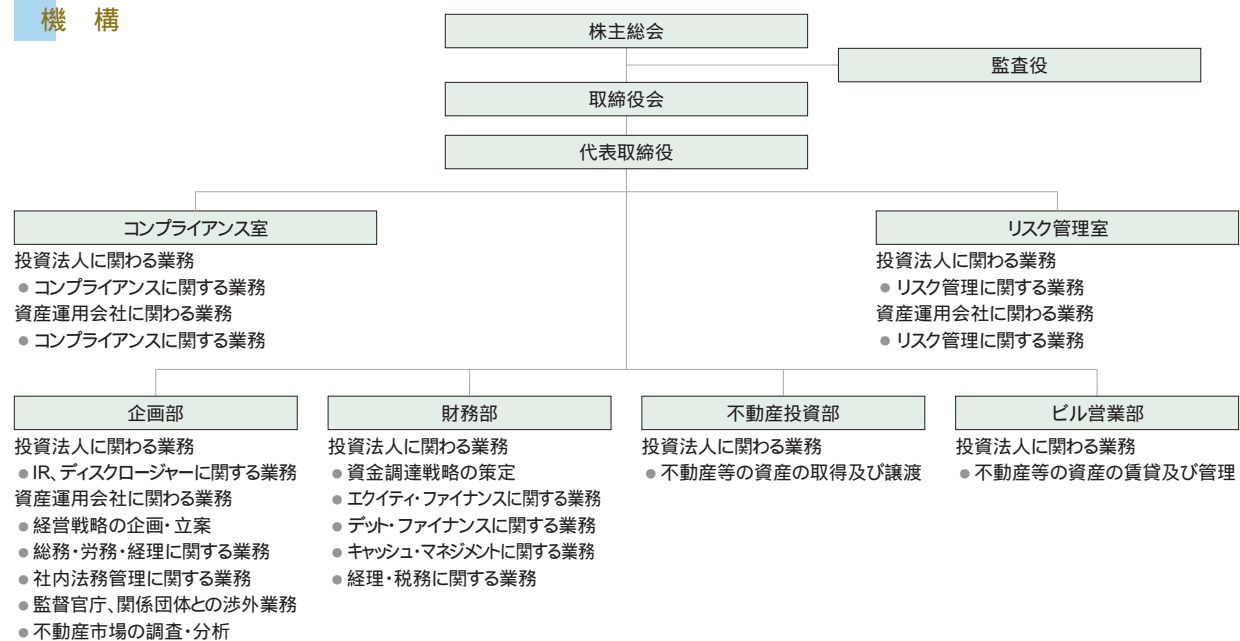 機 構
株主総会
監査役
取締役会
代表取締役
コンプライアンス室
投資法人に関わる業務
● コンプライアンスに関する業務
資産運用会社に関わる業務
● コンプライアンスに関する業務
リスク管理室
投資法人に関わる業務
● リスク管理に関する業務
資産運用会社に関わる業務
● リスク管理に関する業務
企画部
投資法人に関わる業務
●IR、ディスクロージャーに関する業務
資産運用会社に関わる業務
● 経営戦略の企画・立案
● 総務・労務・経理に関する業務
● 社内法務管理に関する業務
● 監督官庁、関係団体との渉外業務
● 不動産市場の調査・分析
財務部
投資法人に関わる業務
● 資金調達戦略の策定
● エクイティ・ファイナンスに関する業務
● デット・ファイナンスに関する業務
● キャッシュ・マネジメントに関する業務
● 経理・税務に関する業務
不動産投資部
投資法人に関わる業務
● 不動産等の資産の取得及び譲渡
ビル営業部
投資法人に関わる業務
● 不動産等の資産の賃貸及び管理